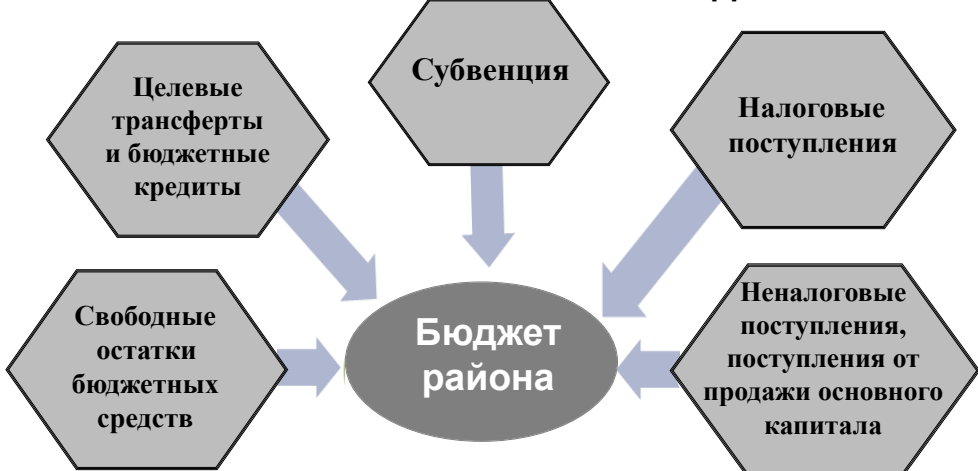 Субвенция
Целевые
трансферты
и бюджетные
кредиты
Налоговые
поступления
Свободные
остатки
бюджетных
средств
Бюджет
района
Неналоговые
поступления,
поступления от
продажи основного
капитала